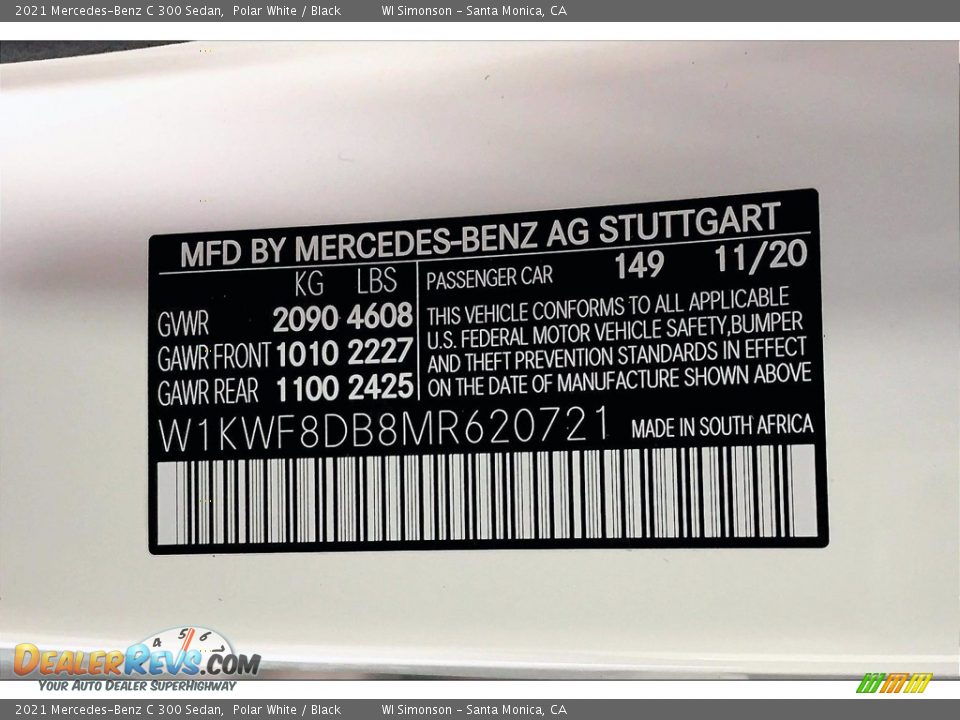 2021 Mercedes-Benz C 300 Sedan, Polar White / Black WI Simonson - Santa Monica, CA
MFD BY MERCEDES-BENZ AG STUTTGART
KG LBS
GVWR 2090 4608
GAWR FRONT 1010 2227
GAWR REAR 1100 2425
PASSENGER CAR 149 11/20
THIS VEHICLE CONFORMS TO ALL APPLICABLE
U.S. FEDERAL MOTOR VEHICLE SAFETY,BUMPER
AND THEFT PREVENTION STANDARDS IN EFFECT
ON THE DATE OF MANUFACTURE SHOWN ABOVE
W1KWF8DB8MR620721 MADE IN SOUTH AFRICA
4 5 6 7
DEALERREVS.COM
YOUR AUTO DEALER SUPERHIGHWAY
2021 Mercedes-Benz C 300 Sedan, Polar White / Black WI Simonson - Santa Monica, CA